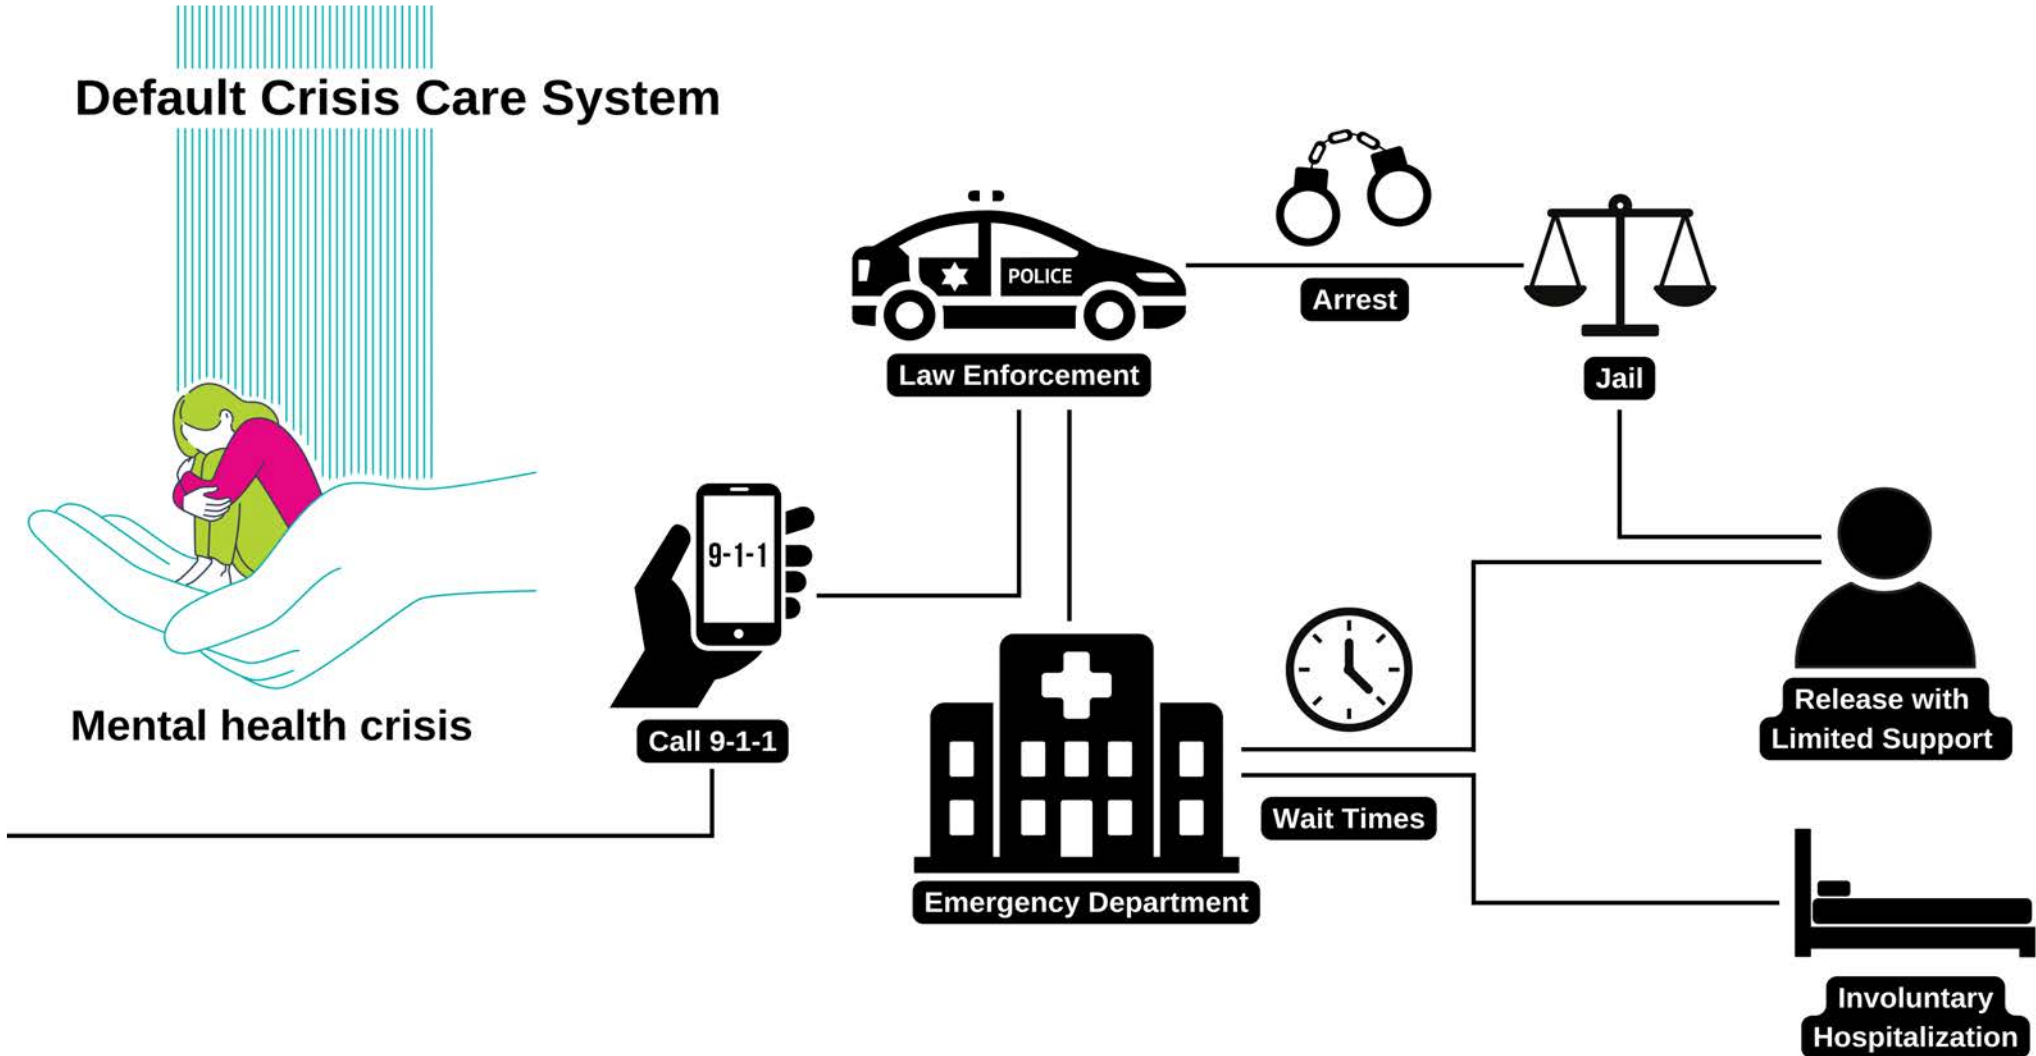 Default Crisis Care System
POLICE
Law Enforcement
Arrest
Jail
9-1-1
Call 9-1-1
Mental health crisis
Emergency Department
Wait Times
Release with
Limited Support
Involuntary
Hospitalization